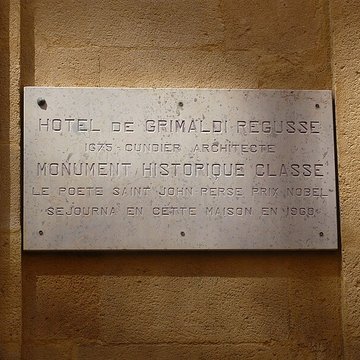 HOTEL DE GRIMALDI REGUSSE
1675 CUNDIER ARCHITECTE
MONUMENT HISTORIQUE CLASSE
LE POETE SAINT JOHN PERSE PRIX NOBEL
SEJOURNA EN CETTE MAISON EN 1960